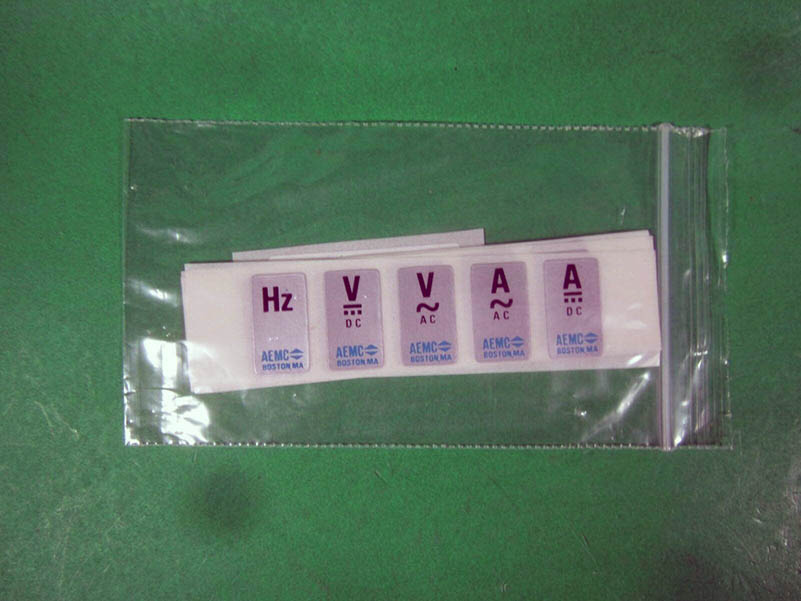 Hz
AEMC
BOSTON, MA
V
DC
AEMC
BOSTON, MA
V
~
AC
AEMC
BOSTON, MA
A
~
AC
AEMC
BOSTON, MA
A
DC
AEMC
BOSTON, MA